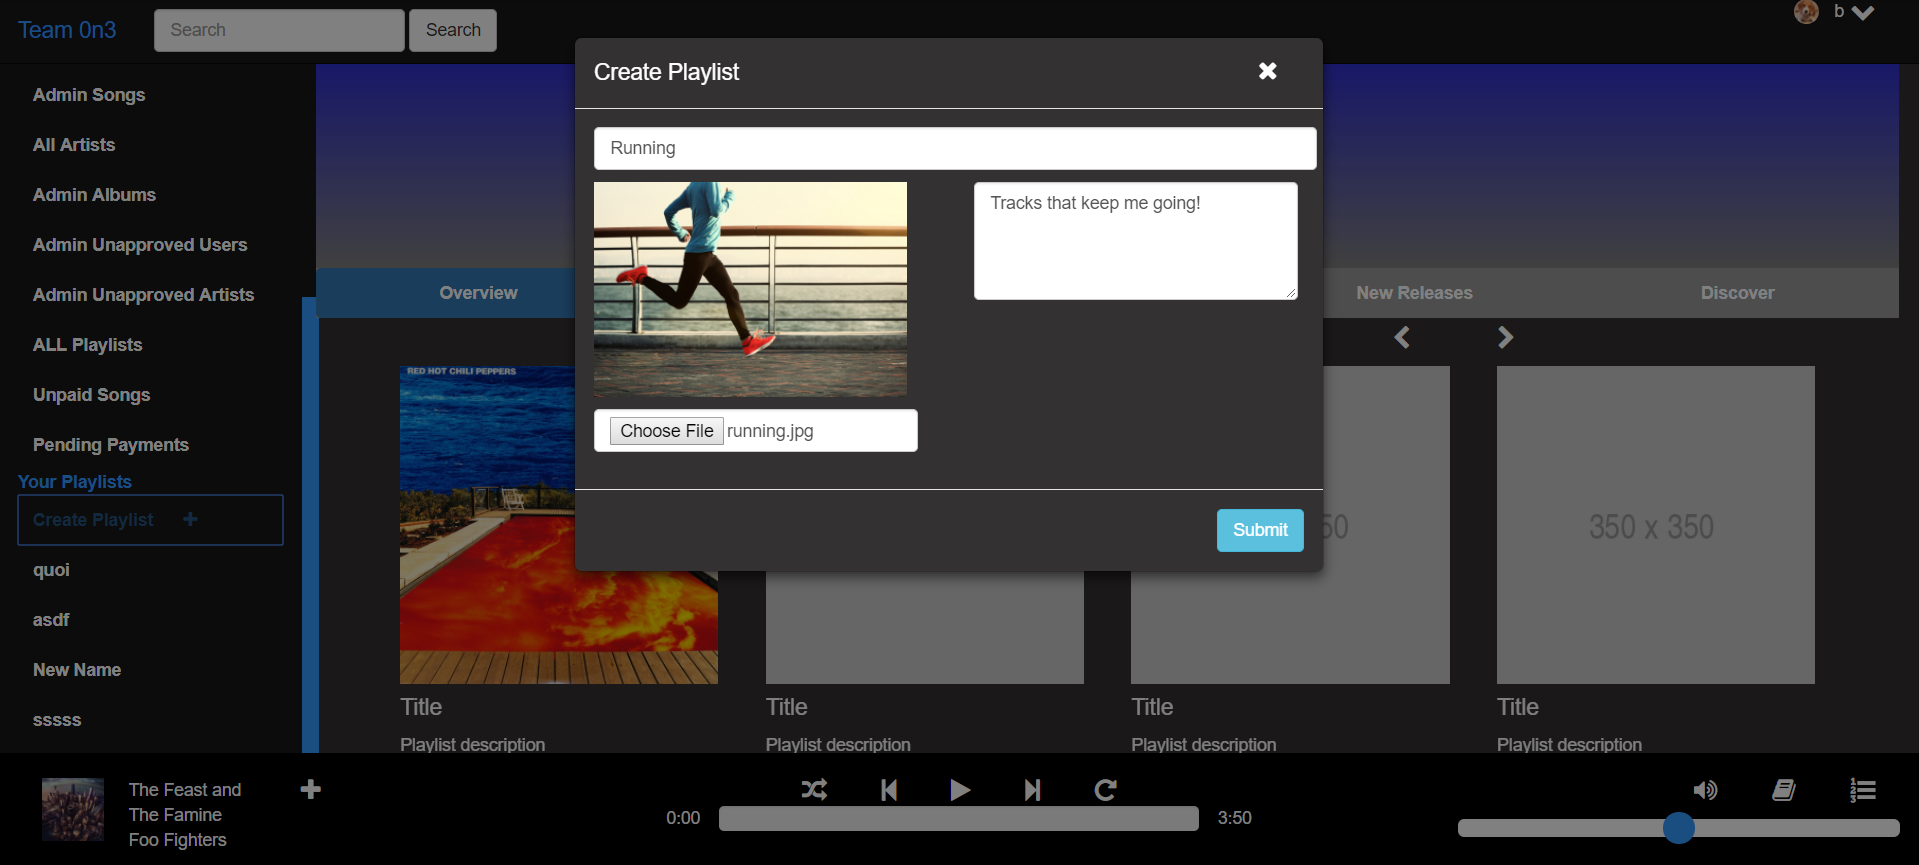 Team 0n3
Search
Search
b
Admin Songs
All Artists
Admin Albums
Admin Unapproved Users
Admin Unapproved Artists
ALL Playlists
Unpaid Songs
Pending Payments
Your Playlists
Create Playlist
quoi
asdf
New Name
sssss
Create Playlist
Running
Tracks that keep me going!
Choose File running.jpg
Submit
Overview
New Releases
Discover
RED HOT CHILI PEPPERS
50
350 x 350
Title
Playlist description
Title
Playlist description
Title
Playlist description
Title
Playlist description
The Feast and
The Famine
Foo Fighters
0:00
3:50